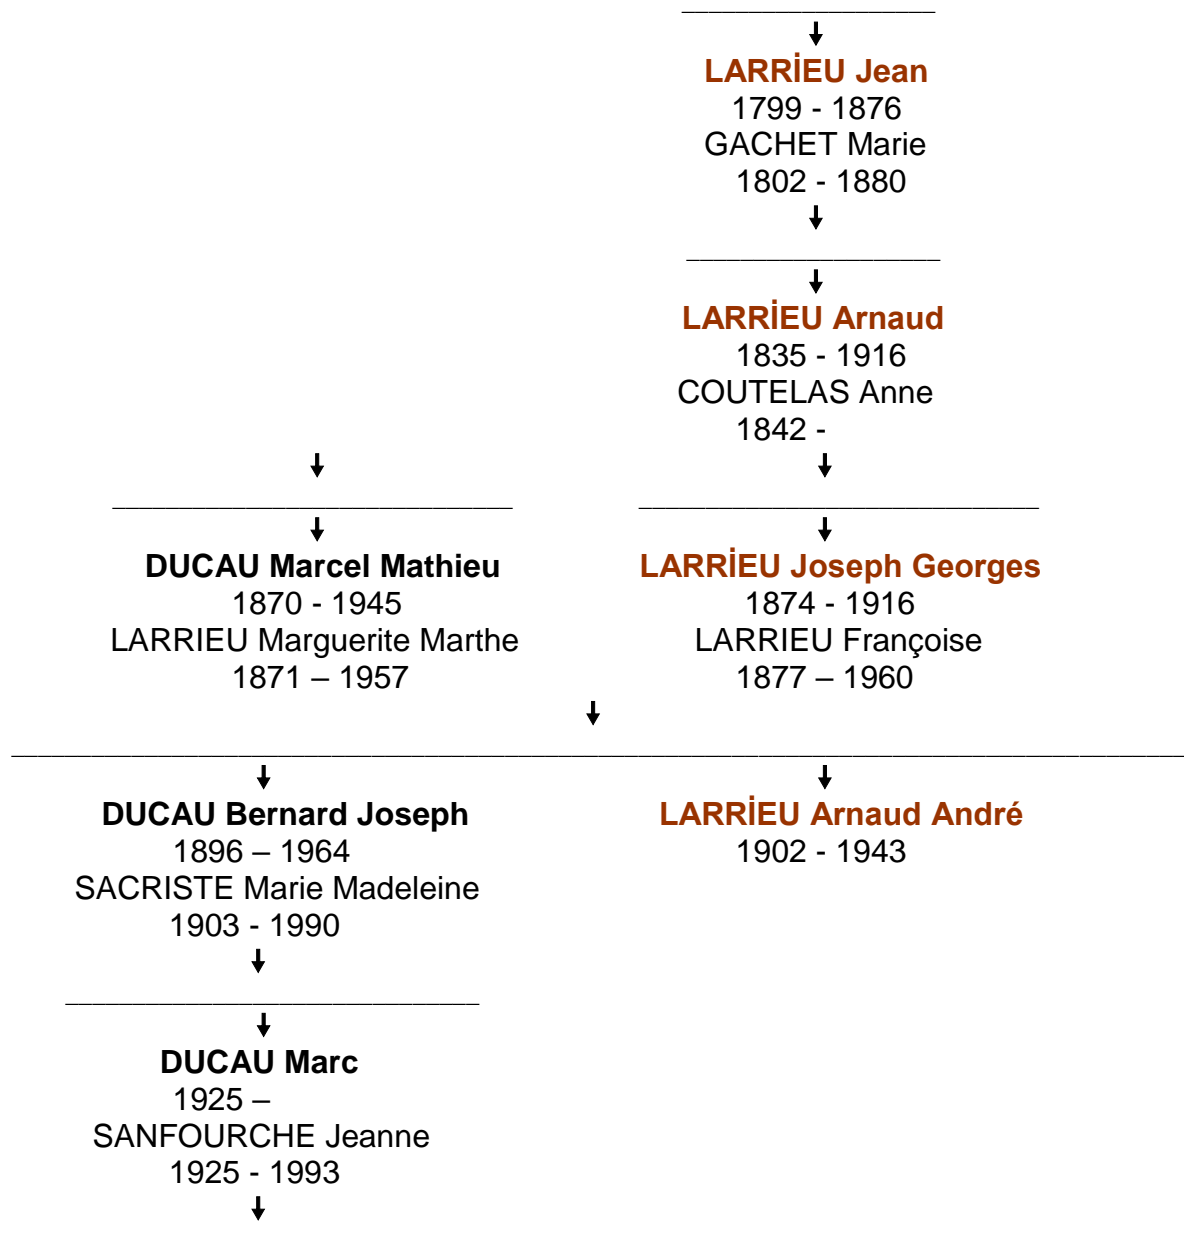 LARRİEU Jean
1799 - 1876
GACHET Marie
1802 - 1880
LARRİEU Arnaud
1835 - 1916
COUTELAS Anne
1842 -
DUCAU Marcel Mathieu
1870 - 1945
LARRIEU Marguerite Marthe
1871 – 1957
LARRİEU Joseph Georges
1874 - 1916
LARRIEU Françoise
1877 – 1960
DUCAU Bernard Joseph
1896 – 1964
SACRISTE Marie Madeleine
1903 - 1990
LARRİEU Arnaud André
1902 - 1943
DUCAU Marc
1925 –
SANFOURCHE Jeanne
1925 - 1993